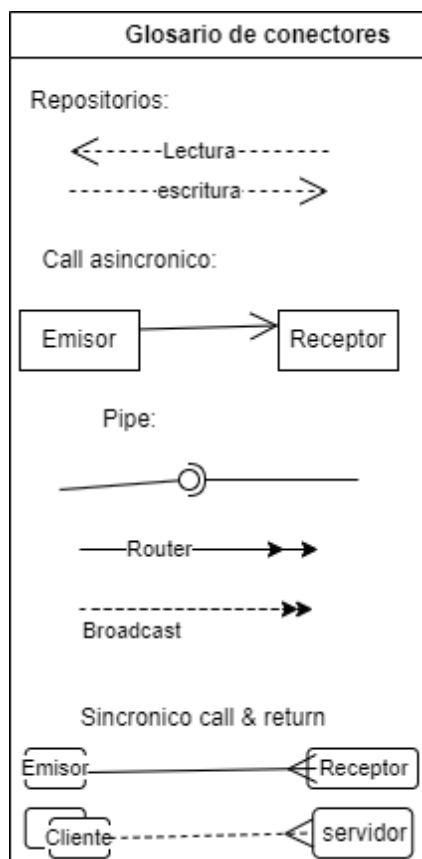 Glosario de conectores
Repositorios:
Lectura
escritura
Call asincronico:
Emisor Receptor
Pipe:
Router
Broadcast
Sincronico call & return
Emisor Receptor
Cliente servidor